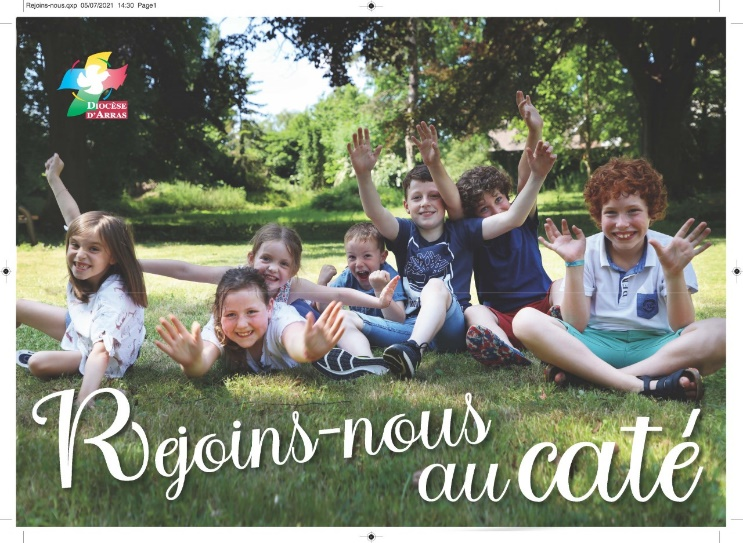 Rejoins-nous.qxp 05/07/2021 14:30 Page1
DIOCÈSE
D'ARRAS
Rejoins-nous
au caté